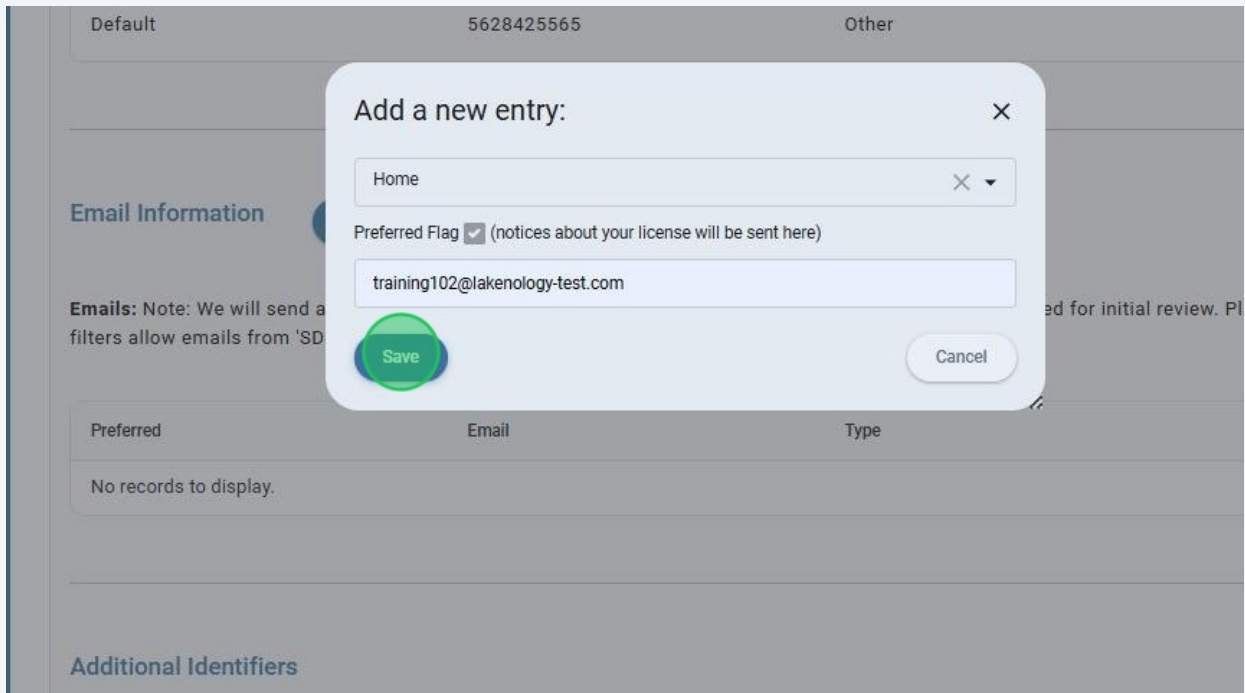 Default 5628425565 Other
Add a new entry:
Home
Email Information
Preferred Flag (notices about your license will be sent here)
training102@lakenology-test.com
Emails: Note: We will send a ed for initial review. Pl
filters allow emails from 'SD
Save Cancel
Preferred Email Type
No records to display.
Additional Identifiers